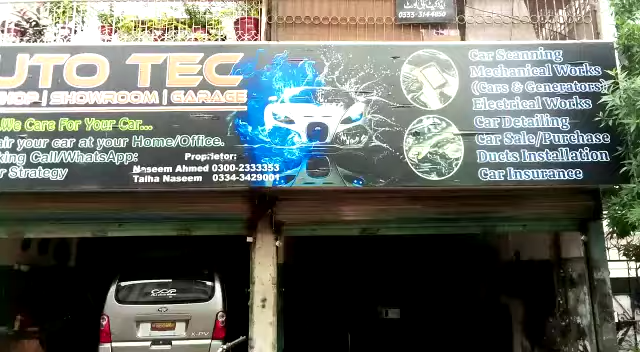 0333-3144650
UTO TEC
HOP | SHOWROOM | GARAGE
We Care For Your Car...
air your car at your Home/Office.
king Call/WhatsApp:
r Strategy
Proprietor:
Naseem Ahmed 0300-2333353
Talha Naseem 0334-3429001
Car Scanning
Mechanical Works
(Cars & Generators)
Electrical Works
Car Detailing
Car Sale/Purchase
Ducts Installation
Car Insurance
X-PV